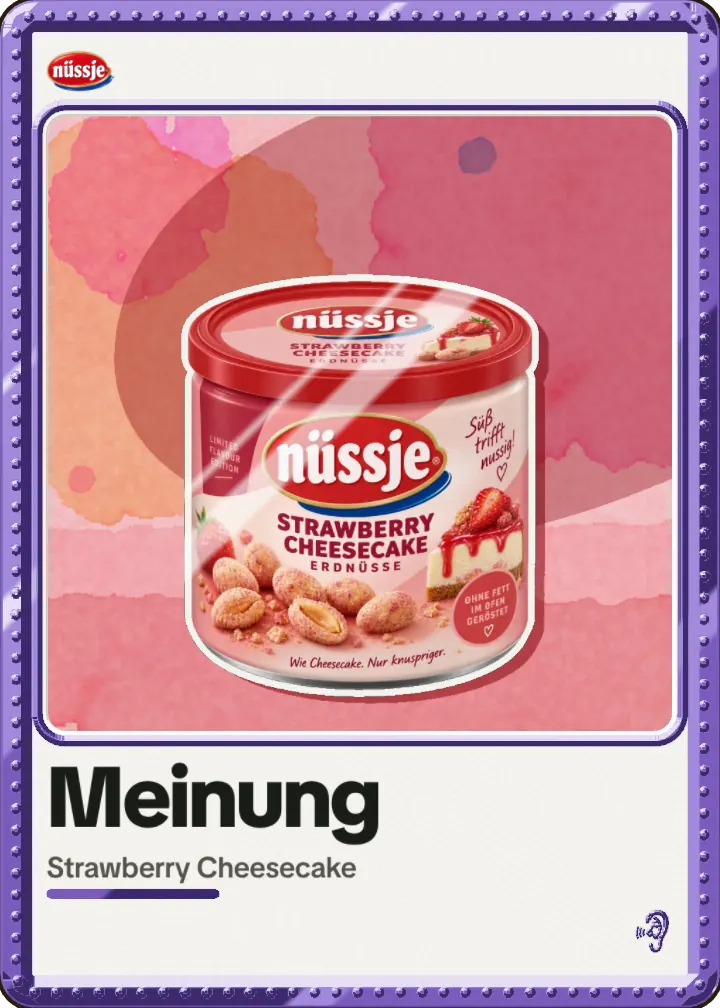 nüssje
nüssje
STRAWBERRY
CHEESECAKE
ERDNÜSSE
LIMITED
FLAVOUR
EDITION
Süß
trifft
nussig!
nüssje®
STRAWBERRY
CHEESECAKE
ERDNÜSSE
OHNE FETT
IM OFEN
GERÖSTET
Wie Cheesecake. Nur knuspriger.
Meinung
Strawberry Cheesecake